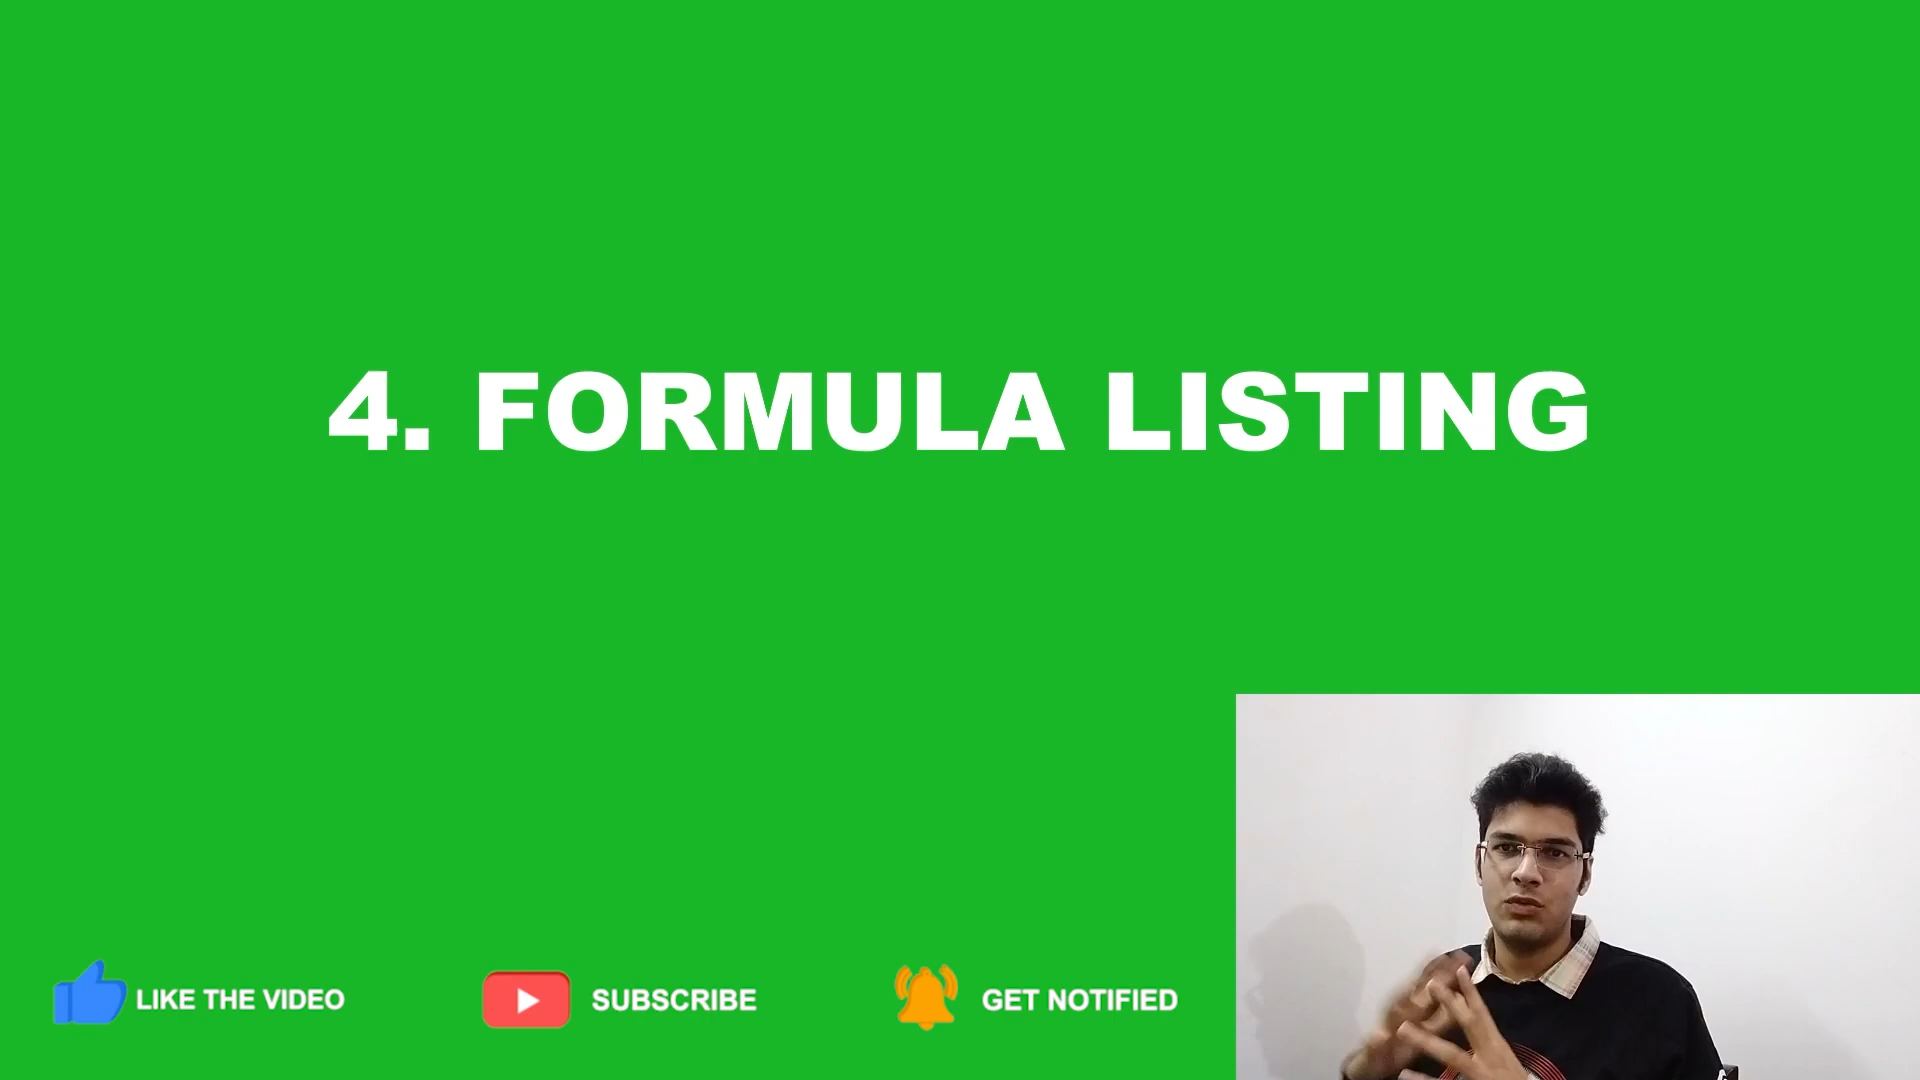 4. FORMULA LISTING
LIKE THE VIDEO
SUBSCRIBE
GET NOTIFIED